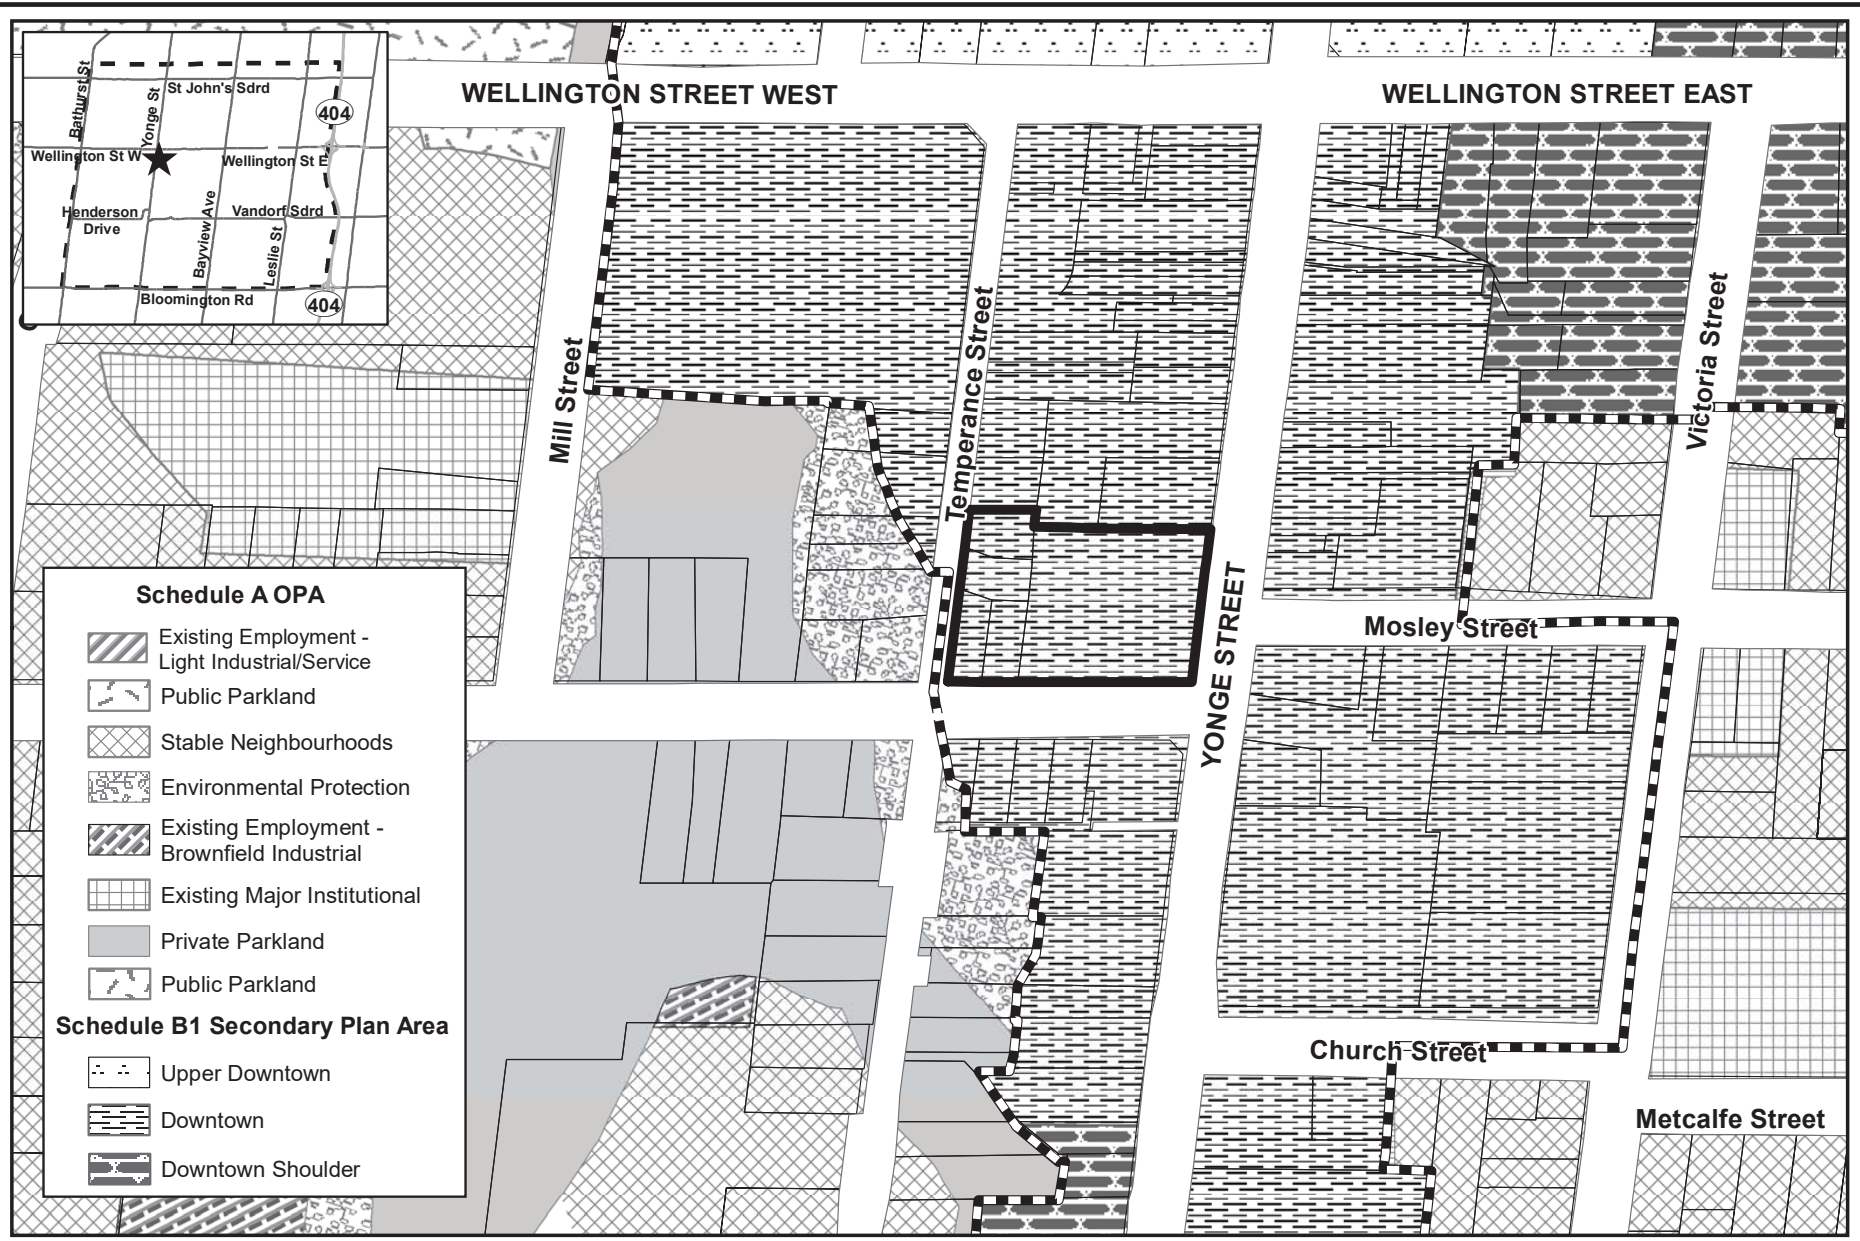 WELLINGTON STREET WEST
WELLINGTON STREET EAST
Bathurst St
Yonge St
St John's Sdrd
404
Wellington St W
Wellington St E
Henderson
Drive
Bayview Ave
Vandorf Sdrd
Leslie St
Bloomington Rd
404
Mill Street
Temperance Street
Victoria Street
YONGE STREET
Mosley Street
Church Street
Metcalfe Street
Schedule A OPA
Existing Employment -
Light Industrial/Service
Public Parkland
Stable Neighbourhoods
Environmental Protection
Existing Employment -
Brownfield Industrial
Existing Major Institutional
Private Parkland
Public Parkland
Schedule B1 Secondary Plan Area
Upper Downtown
Downtown
Downtown Shoulder